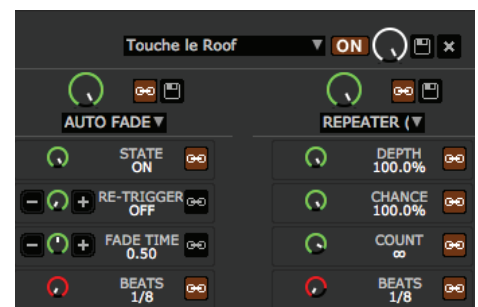 Touche le Roof ▼ ON
AUTO FADE▼ REPEATER (▼
STATE DEPTH
ON 100.0%
RE-TRIGGER CHANCE
OFF 100.0%
FADE TIME COUNT
0.50 ∞
BEATS BEATS
1/8 1/8